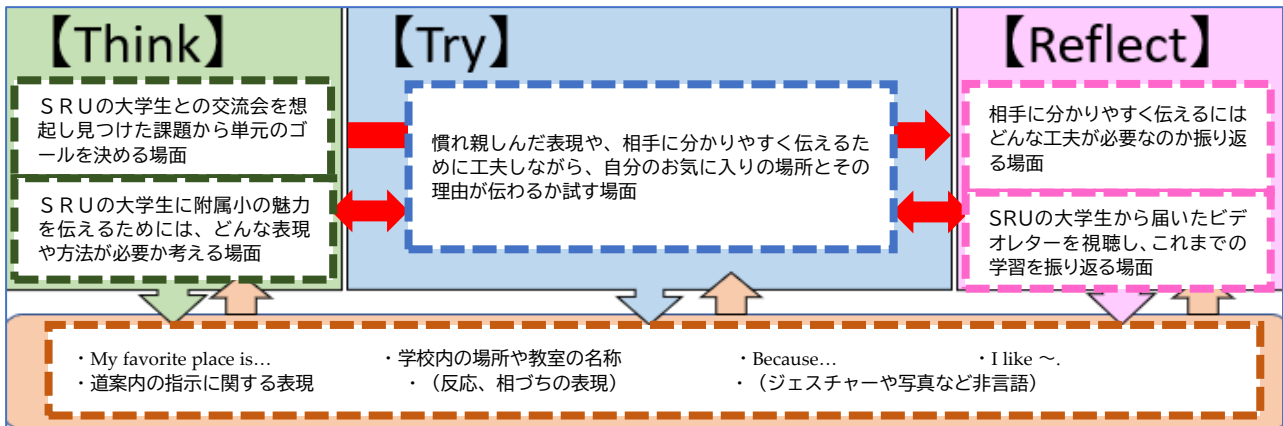 【Think】
ＳＲＵの大学生との交流会を想
起し見つけた課題から単元のゴ
ールを決める場面
ＳＲＵの大学生に附属小の魅力
を伝えるためには、どんな表現
や方法が必要か考える場面
【Try】
慣れ親しんだ表現や、相手に分かりやすく伝えるた
めに工夫しながら、自分のお気に入りの場所とその
理由が伝わるか試す場面
【Reflect】
相手に分かりやすく伝えるには
どんな工夫が必要なのか振り返
る場面
SRUの大学生から届いたビデ
オレターを視聴し、これまでの
学習を振り返る場面
・My favorite place is… ・学校内の場所や教室の名称 ・Because… ・I like ～.
・道案内の指示に関する表現 ・（反応、相づちの表現） ・（ジェスチャーや写真など非言語）